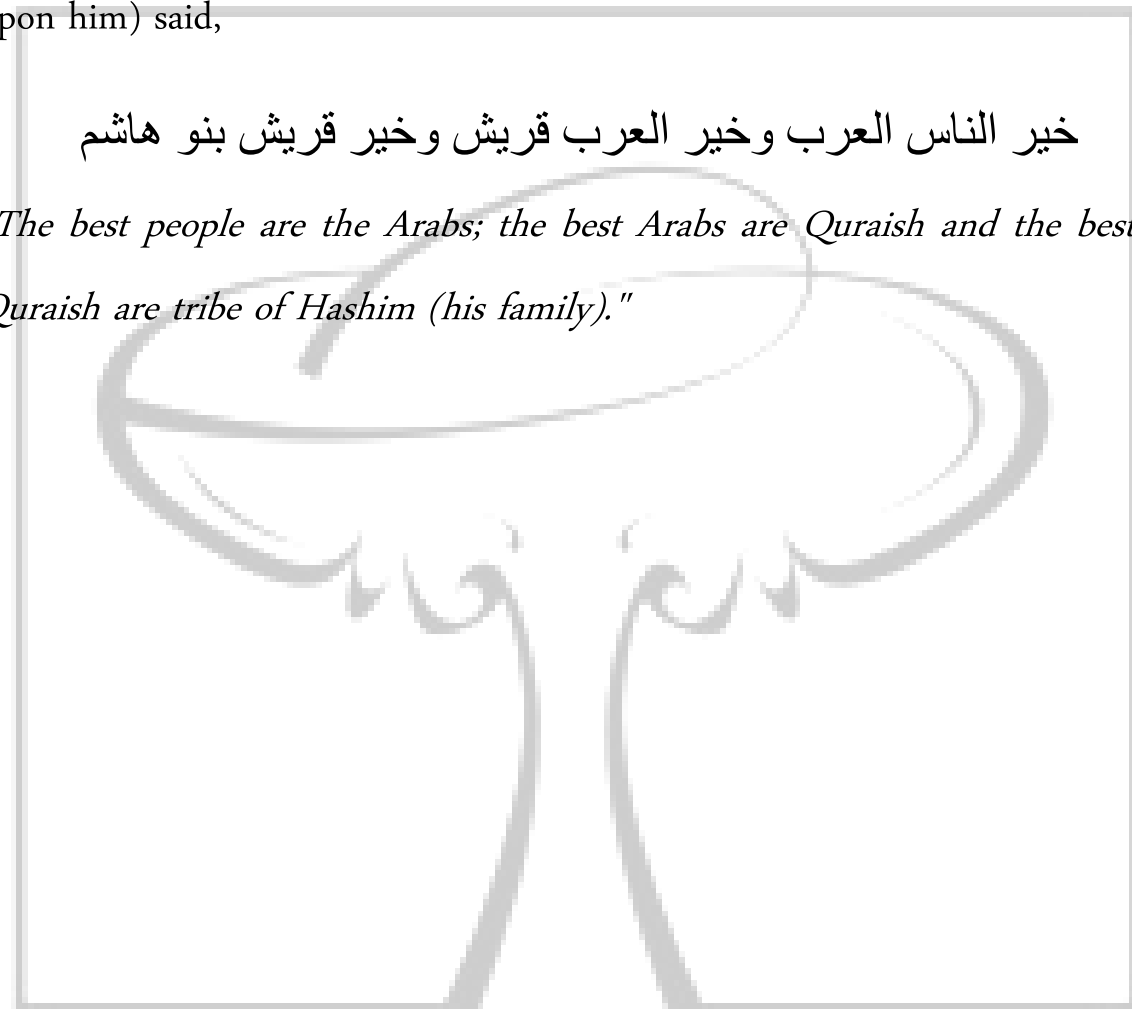 pon him) said,
خير الناس العرب وخير العرب قريش وخير قريش بنو هاشم
The best people are the Arabs; the best Arabs are Quraish and the best
Quraish are tribe of Hashim (his family)."